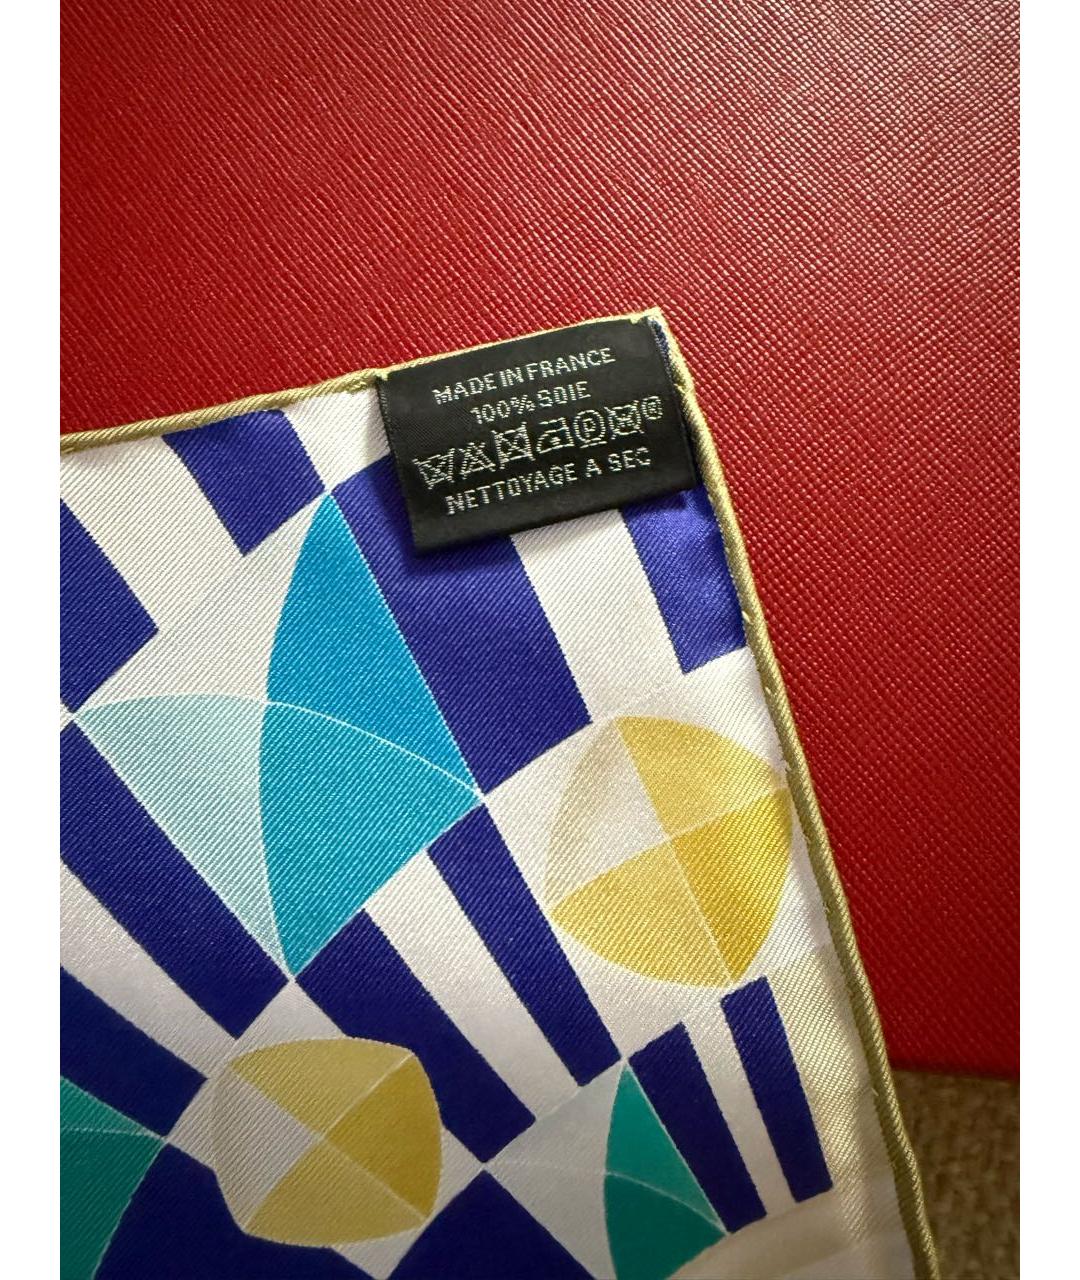 MADE IN FRANCE
100% SOIE
P ®
NETTOYAGE A SEC